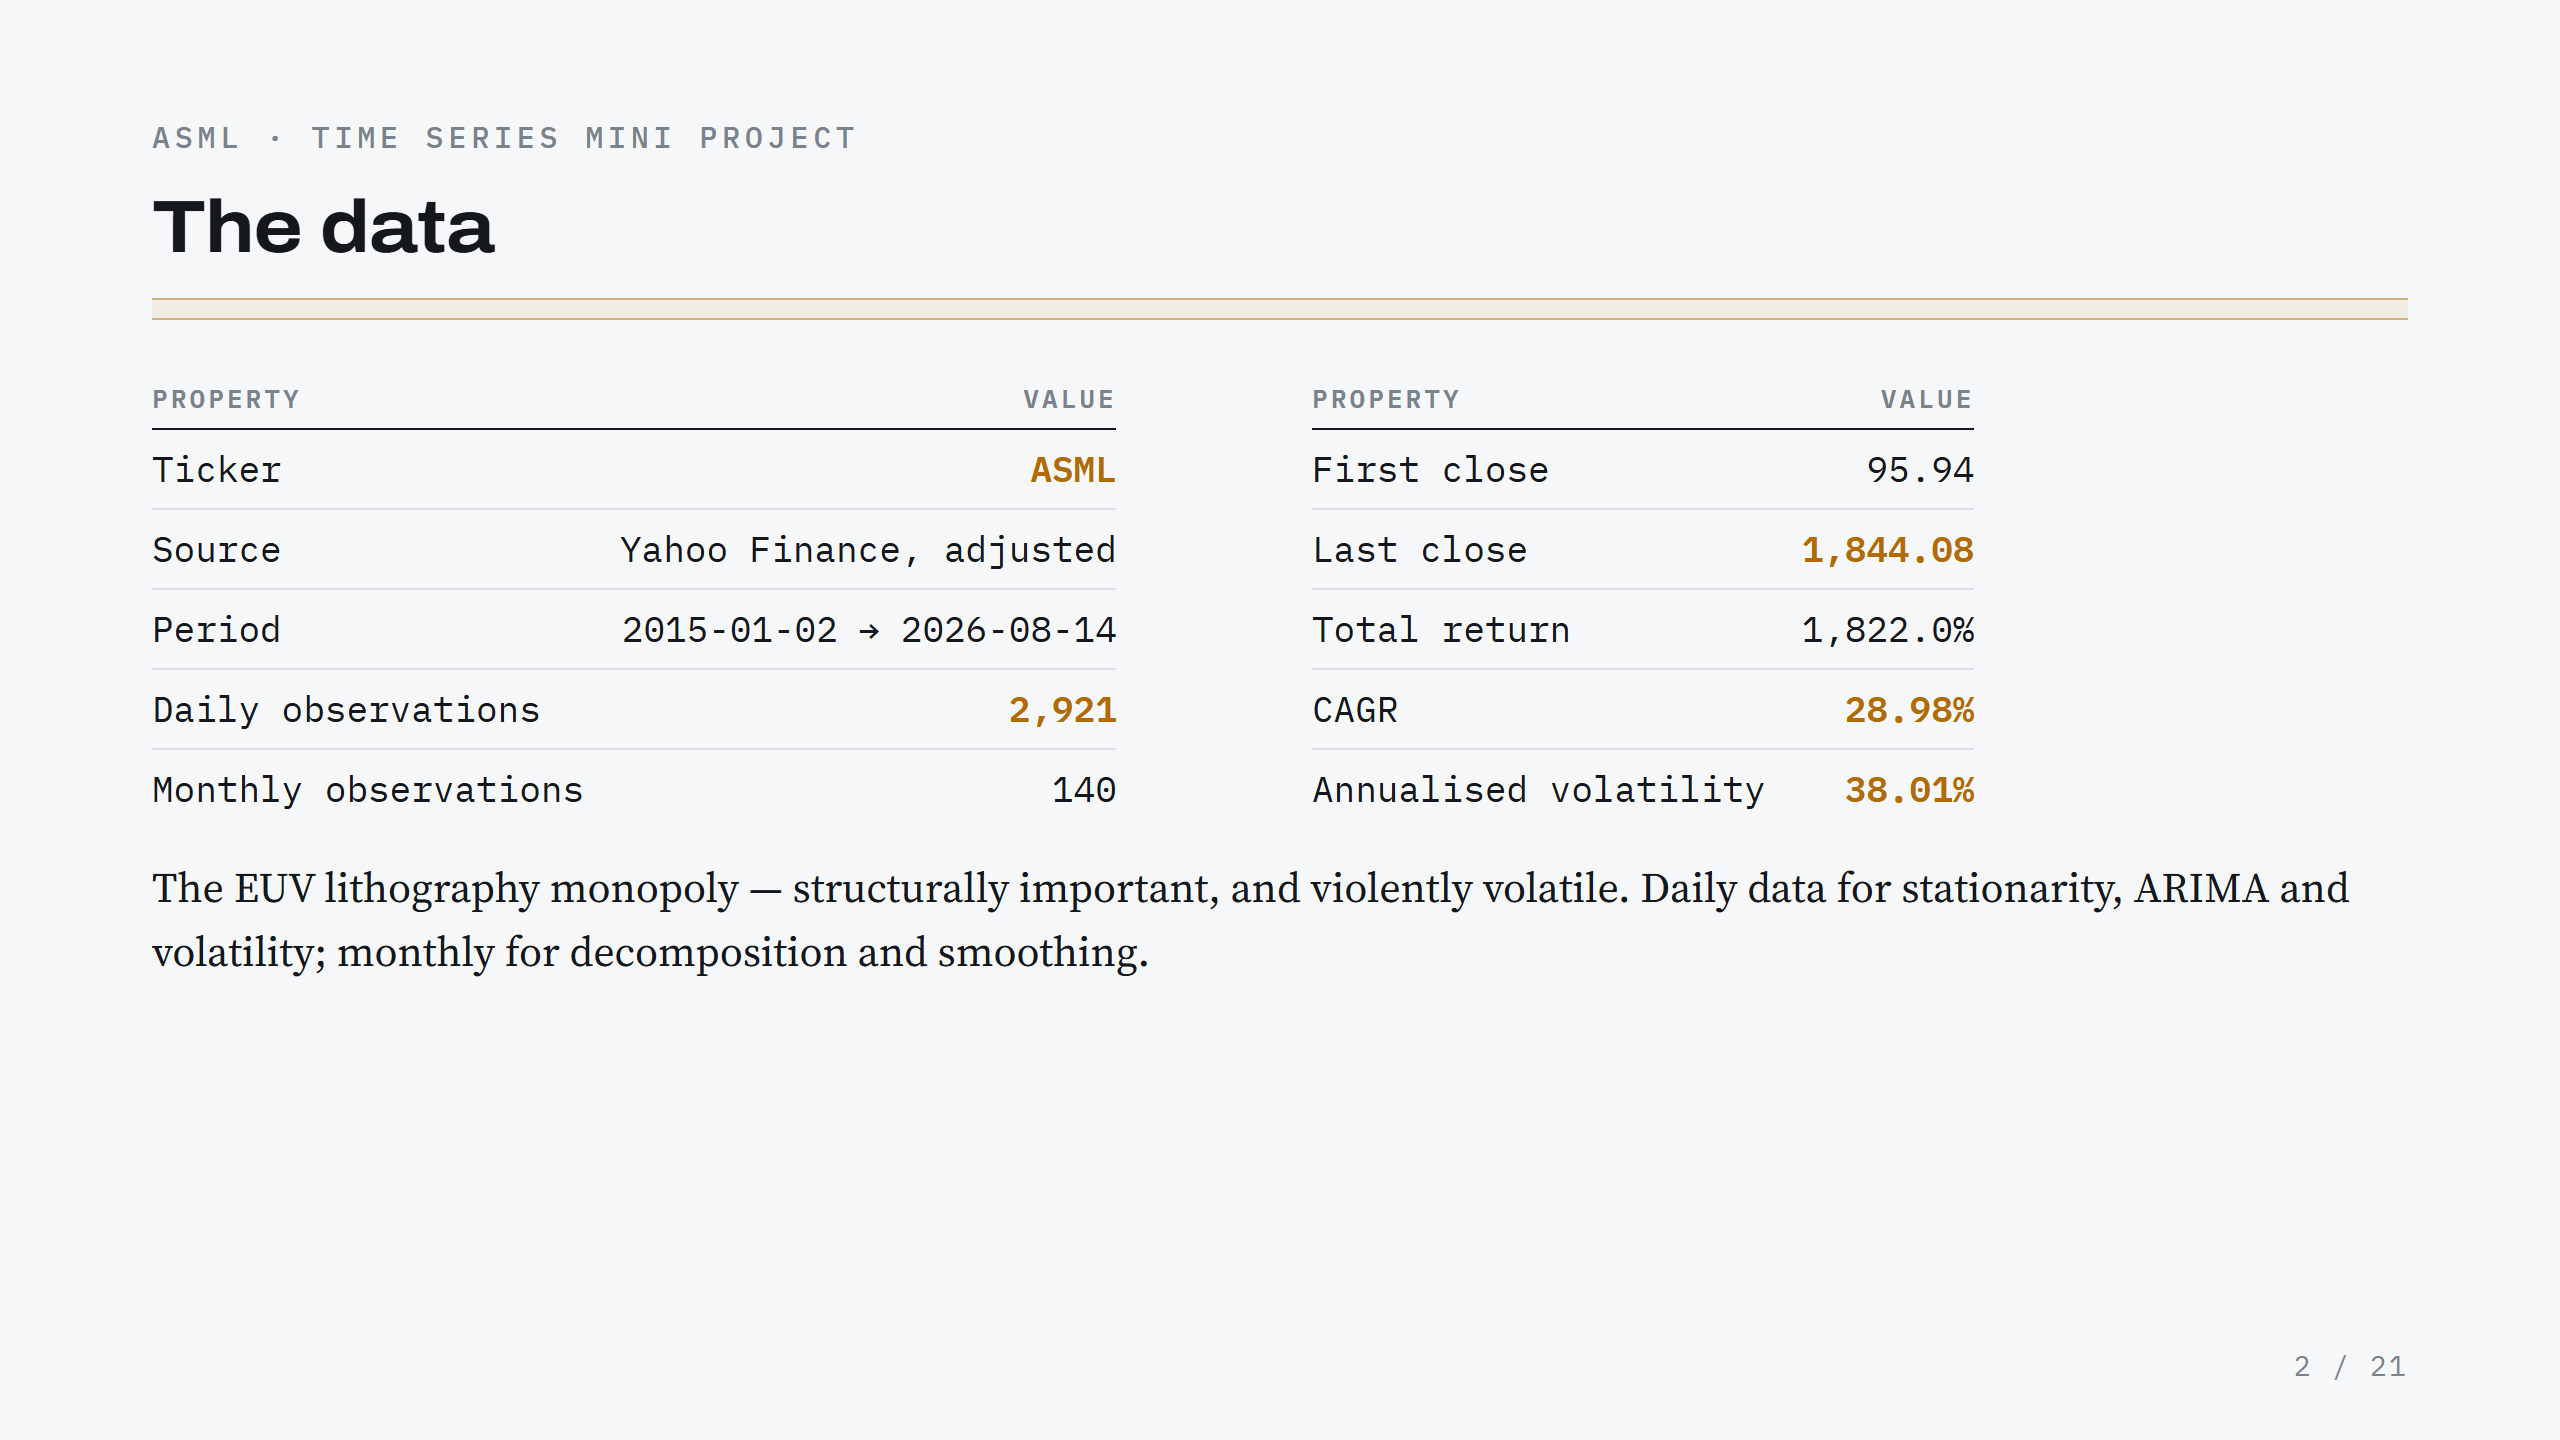 ASML · TIME SERIES MINI PROJECT
The data
PROPERTY VALUE
Ticker ASML
Source Yahoo Finance, adjusted
Period 2015-01-02 → 2026-08-14
Daily observations 2,921
Monthly observations 140
PROPERTY VALUE
First close 95.94
Last close 1,844.08
Total return 1,822.0%
CAGR 28.98%
Annualised volatility 38.01%
The EUV lithography monopoly — structurally important, and violently volatile. Daily data for stationarity, ARIMA and
volatility; monthly for decomposition and smoothing.
2 / 21